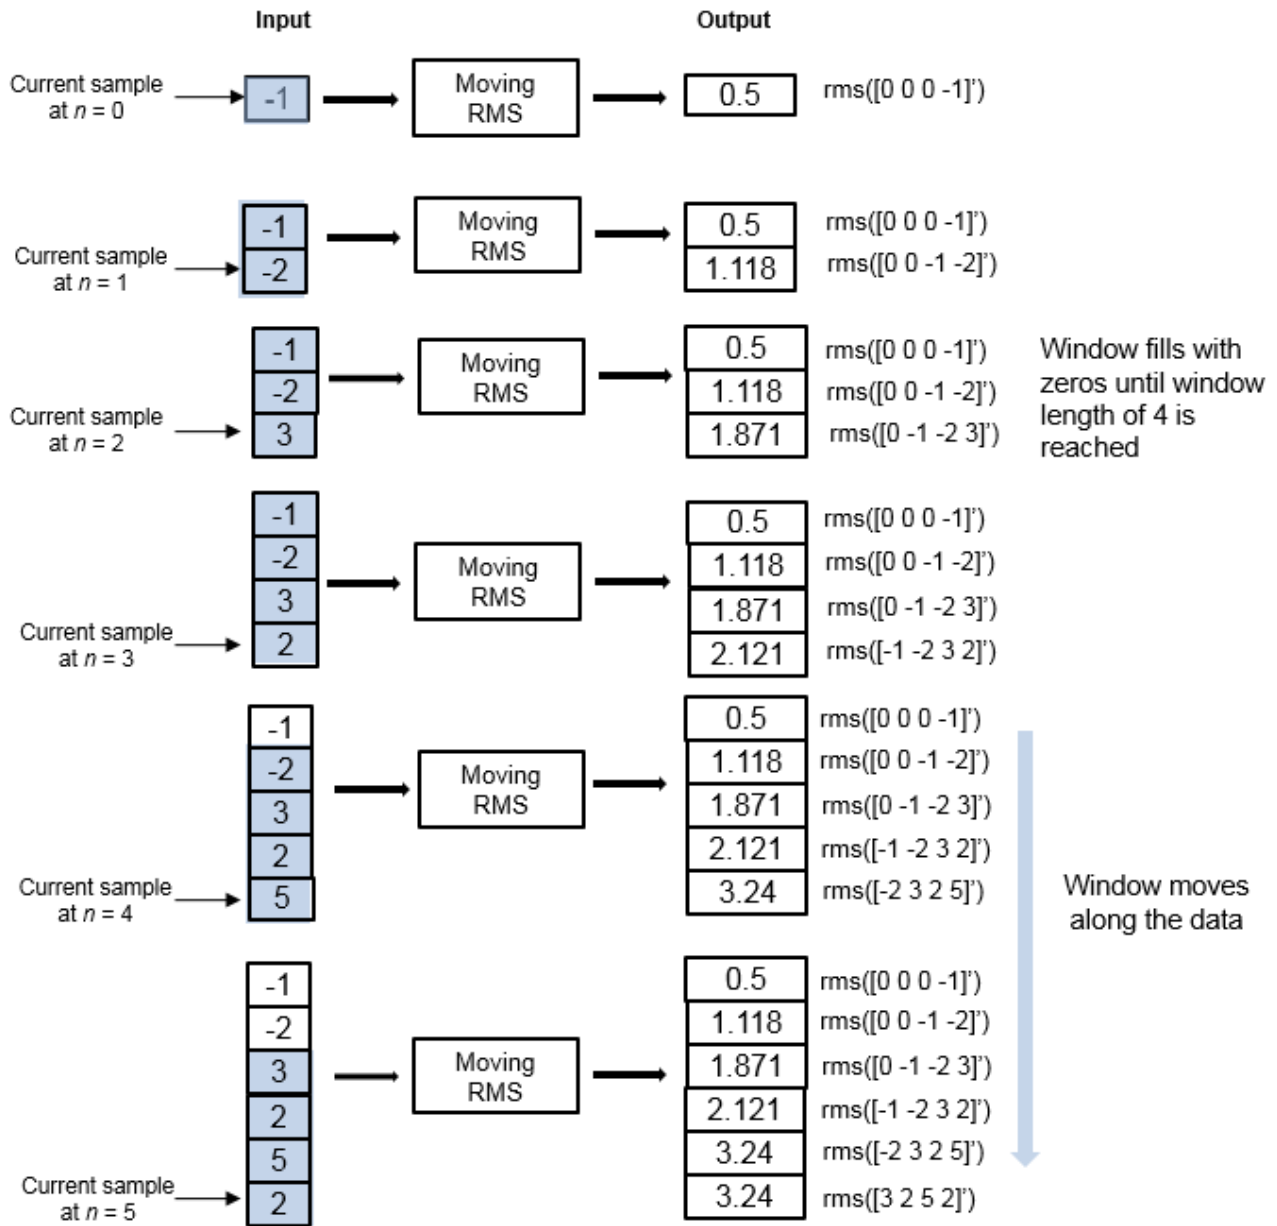 Input
Output
Current sample
at n = 0
-1
Moving
RMS
0.5
rms([0 0 0 -1]')
Current sample
at n = 1
-1
-2
Moving
RMS
0.5
1.118
rms([0 0 0 -1]')
rms([0 0 -1 -2]')
Current sample
at n = 2
-1
-2
3
Moving
RMS
0.5
1.118
1.871
rms([0 0 0 -1]')
rms([0 0 -1 -2]')
rms([0 -1 -2 3]')
Window fills with
zeros until window
length of 4 is
reached
Current sample
at n = 3
-1
-2
3
2
Moving
RMS
0.5
1.118
1.871
2.121
rms([0 0 0 -1]')
rms([0 0 -1 -2]')
rms([0 -1 -2 3]')
rms([-1 -2 3 2]')
Current sample
at n = 4
-1
-2
3
2
5
Moving
RMS
0.5
1.118
1.871
2.121
3.24
rms([0 0 0 -1]')
rms([0 0 -1 -2]')
rms([0 -1 -2 3]')
rms([-1 -2 3 2]')
rms([-2 3 2 5]')
Window moves
along the data
Current sample
at n = 5
-1
-2
3
2
5
2
Moving
RMS
0.5
1.118
1.871
2.121
3.24
3.24
rms([0 0 0 -1]')
rms([0 0 -1 -2]')
rms([0 -1 -2 3]')
rms([-1 -2 3 2]')
rms([-2 3 2 5]')
rms([3 2 5 2]')